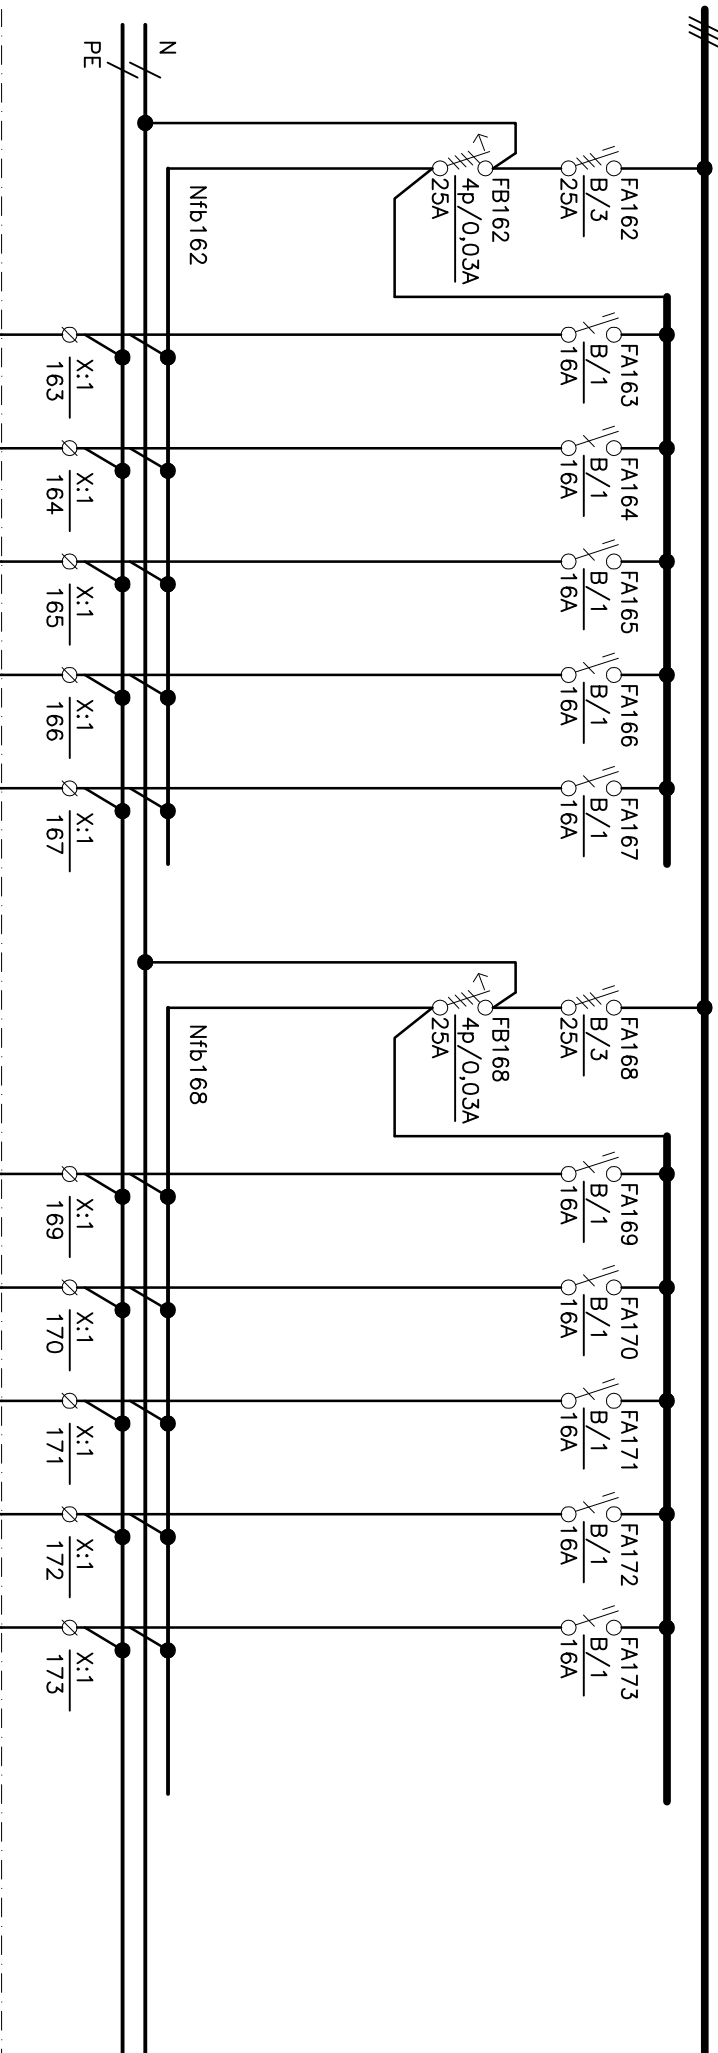 N
PE
FA162
B/3
25A
FB162
4p/0,03A
25A
Nfb162
FA163
B/1
16A
X:1
163
FA164
B/1
16A
X:1
164
FA165
B/1
16A
X:1
165
FA166
B/1
16A
X:1
166
FA167
B/1
16A
X:1
167
FA168
B/3
25A
FB168
4p/0,03A
25A
Nfb168
FA169
B/1
16A
X:1
169
FA170
B/1
16A
X:1
170
FA171
B/1
16A
X:1
171
FA172
B/1
16A
X:1
172
FA173
B/1
16A
X:1
173